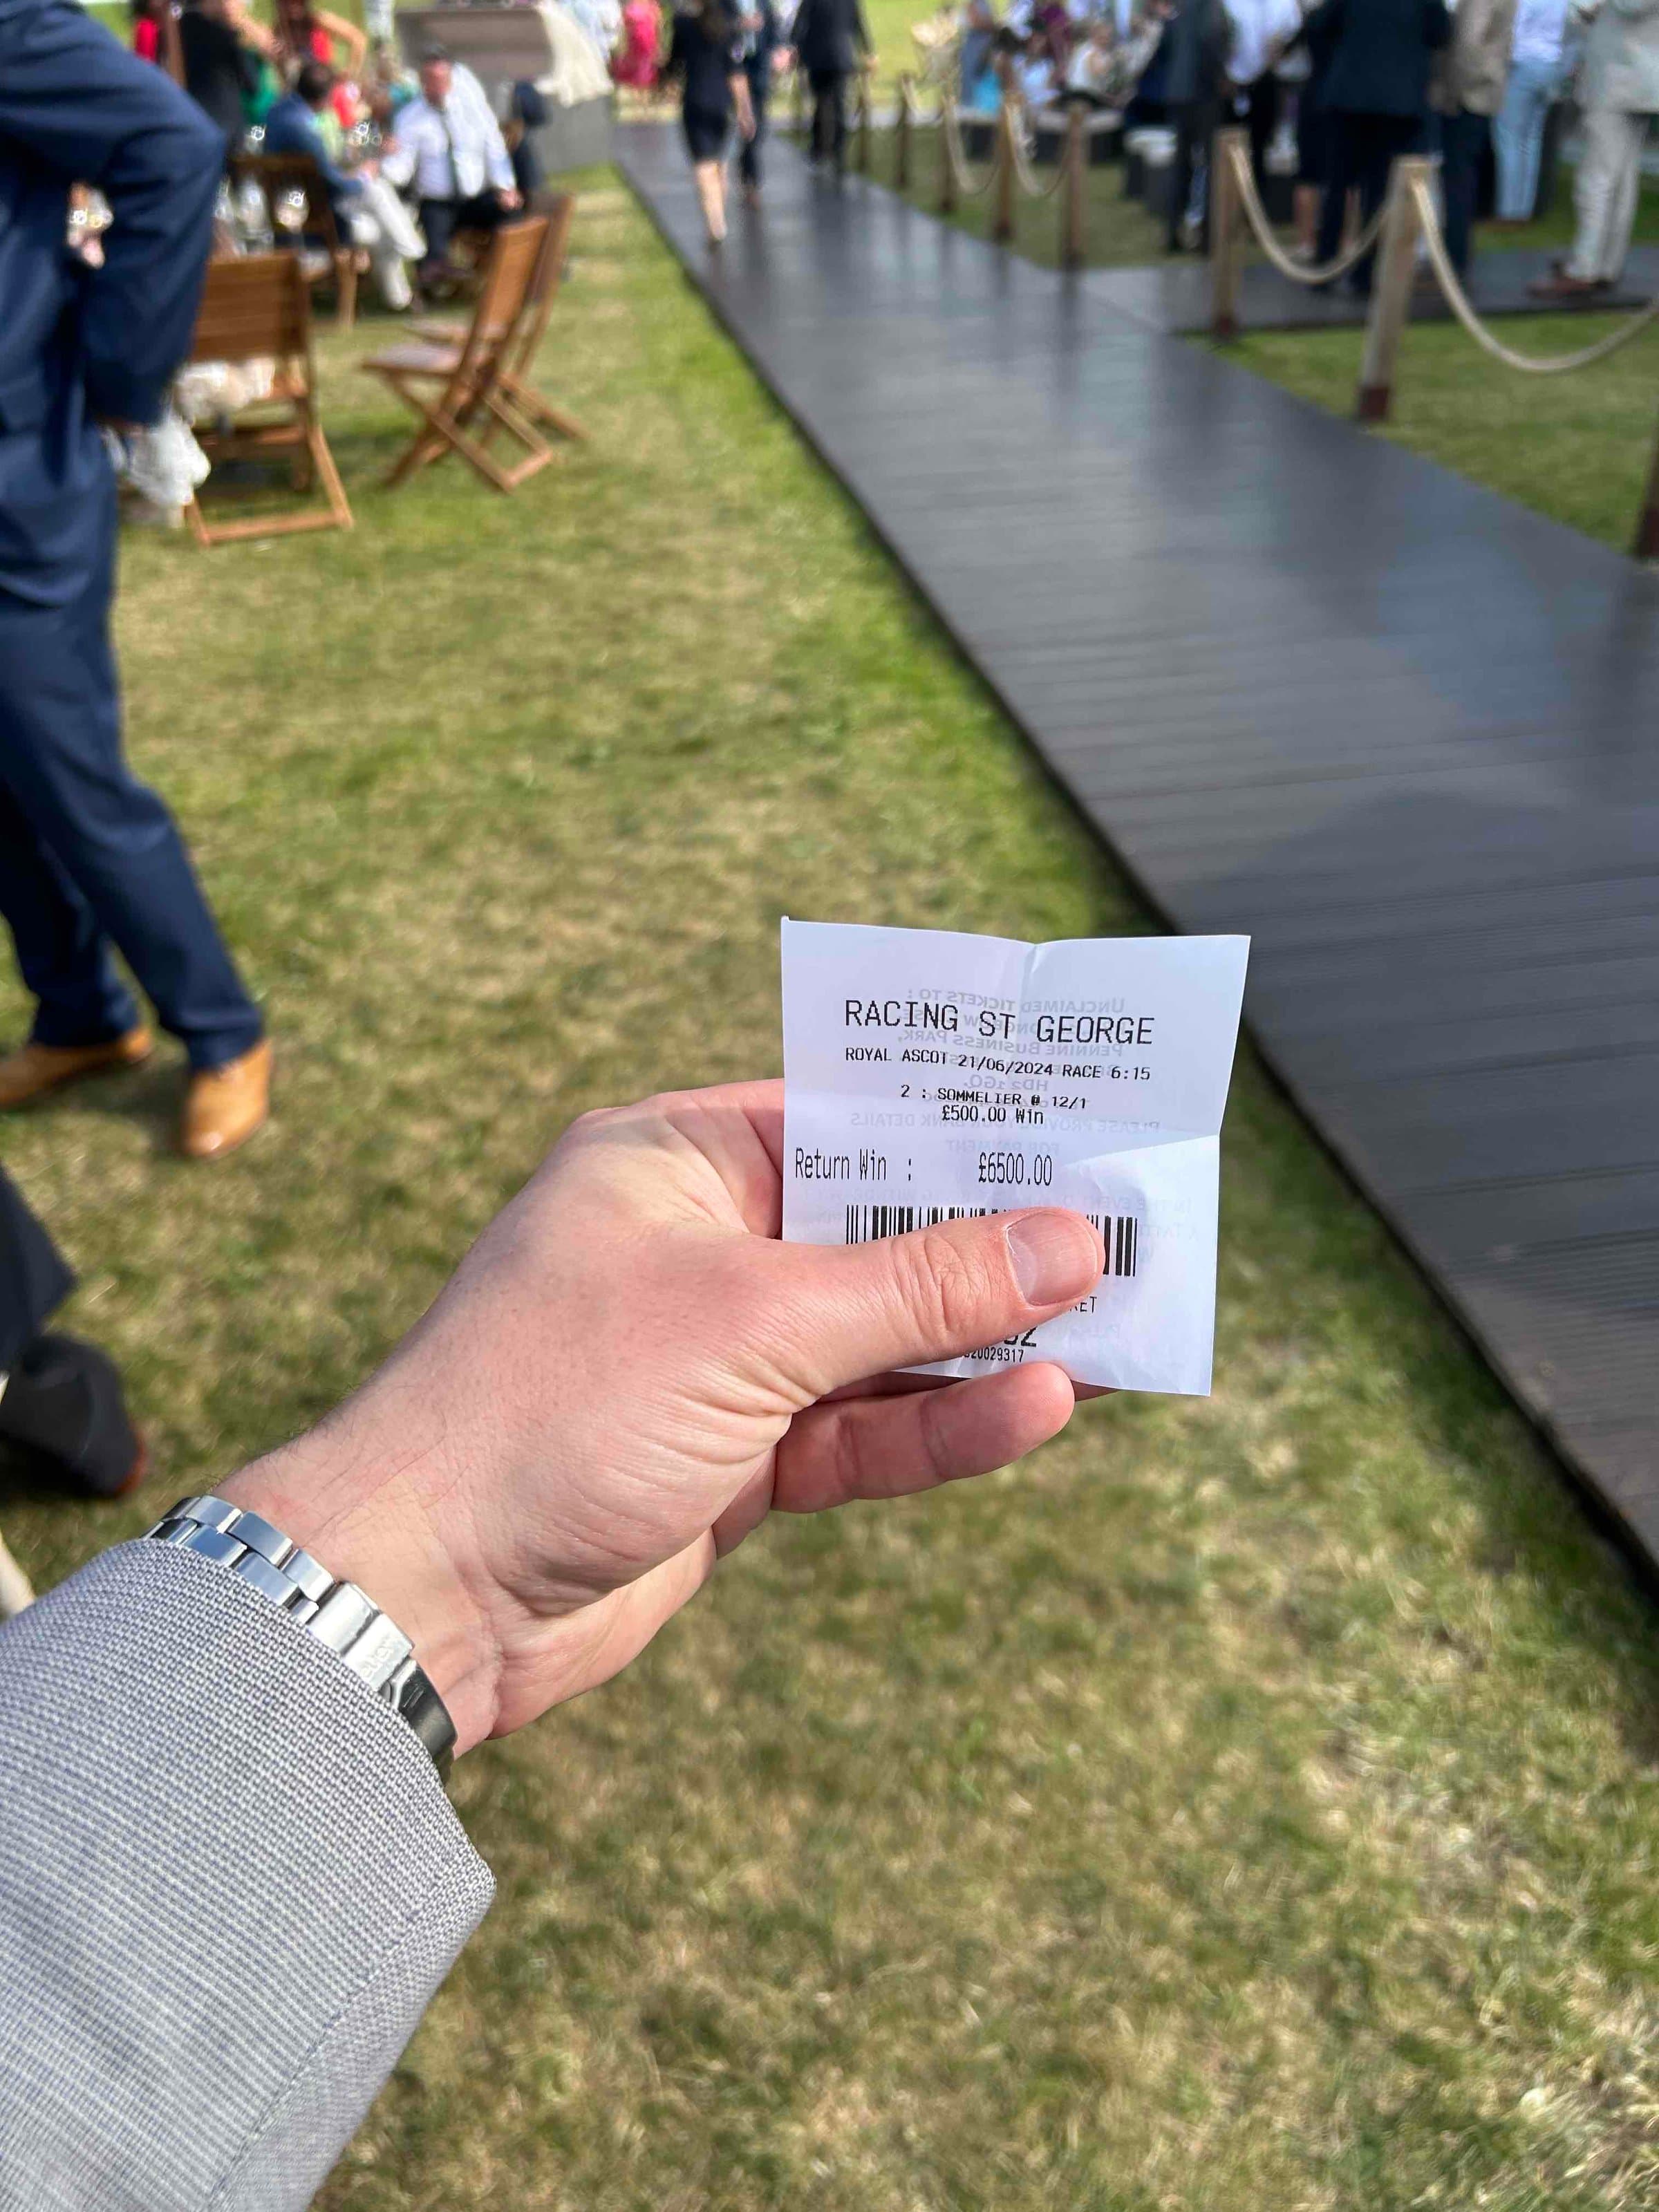 RACING ST GEORGE
ROYAL ASCOT 21/06/2024 RACE 6:15
2 : SOMMELIER @ 12/1
£500.00 Win
Return Win : £6500.00
20029317